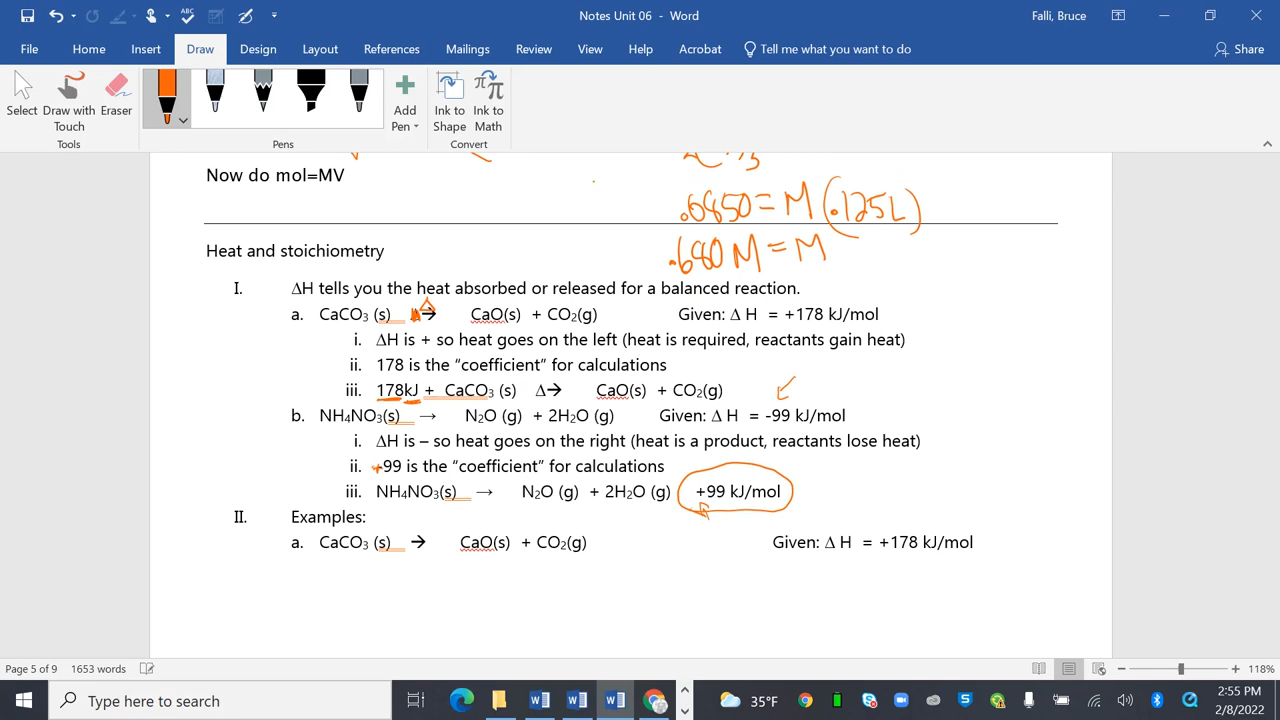 Notes Unit 06 - Word
Falli, Bruce
File Home Insert Draw Design Layout References Mailings Review View Help Acrobat Tell me what you want to do Share
Select Draw with Touch Eraser Add Pen Ink to Shape Ink to Math
Tools Pens Convert
Now do mol=MV
.6850 = M (.125L)
.680 M = M
Heat and stoichiometry
I. ΔH tells you the heat absorbed or released for a balanced reaction.
a. CaCO3 (s) Δ→ CaO(s) + CO2(g) Given: Δ H = +178 kJ/mol
i. ΔH is + so heat goes on the left (heat is required, reactants gain heat)
ii. 178 is the “coefficient” for calculations
iii. 178kJ + CaCO3 (s) Δ→ CaO(s) + CO2(g)
b. NH4NO3(s) → N2O (g) + 2H2O (g) Given: Δ H = -99 kJ/mol
i. ΔH is – so heat goes on the right (heat is a product, reactants lose heat)
ii. +99 is the “coefficient” for calculations
iii. NH4NO3(s) → N2O (g) + 2H2O (g) +99 kJ/mol
II. Examples:
a. CaCO3 (s) → CaO(s) + CO2(g) Given: Δ H = +178 kJ/mol
Page 5 of 9 1653 words 118%
Type here to search
35°F
2:55 PM
2/8/2022